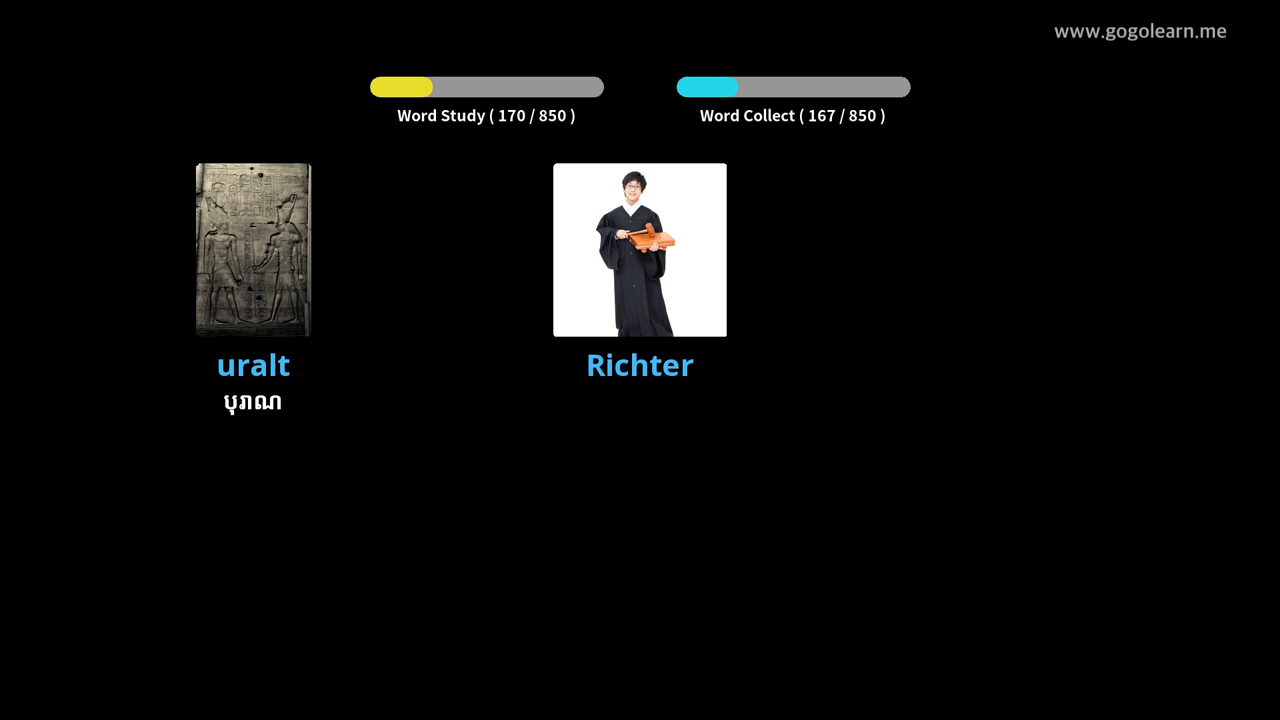 www.gogolearn.me
Word Study ( 170 / 850 )
Word Collect ( 167 / 850 )
uralt
Richter
បុរាណ